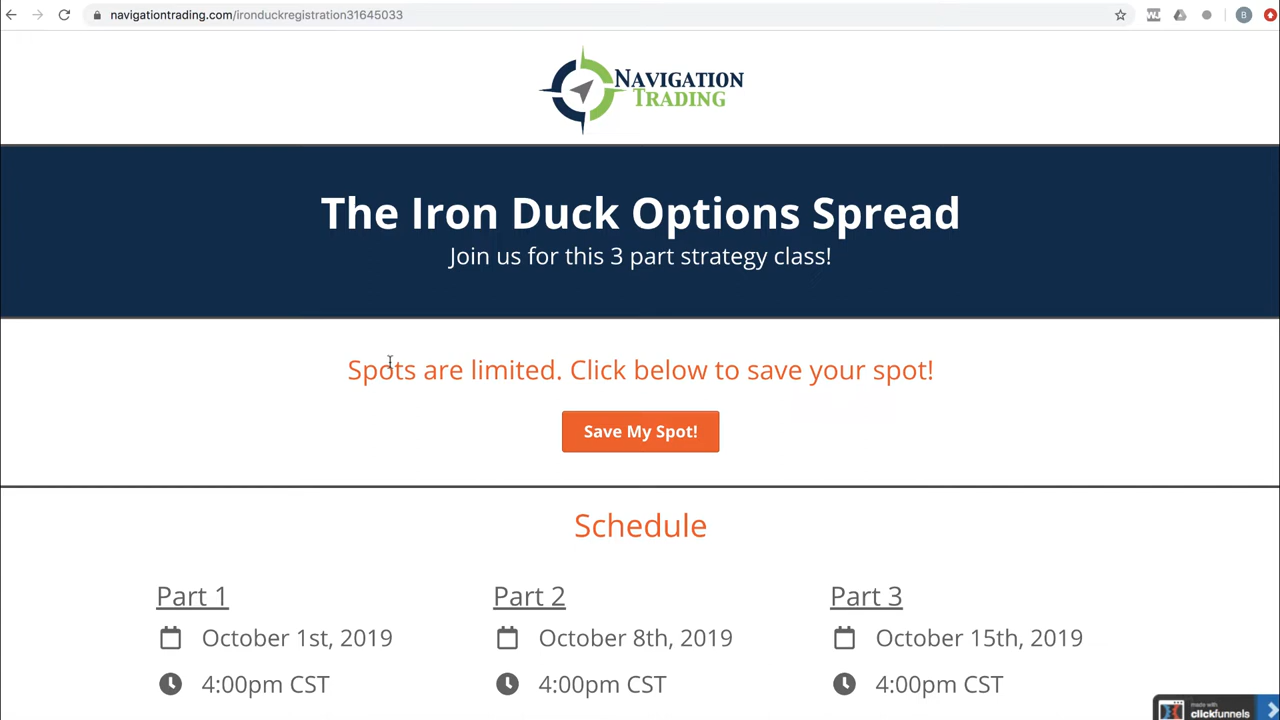 navigationtrading.com/ironduckregistration31645033
B
NAVIGATION
TRADING
The Iron Duck Options Spread
Join us for this 3 part strategy class!
Spots are limited. Click below to save your spot!
Save My Spot!
Schedule
Part 1
October 1st, 2019
4:00pm CST
Part 2
October 8th, 2019
4:00pm CST
Part 3
October 15th, 2019
4:00pm CST
made with
clickfunnels